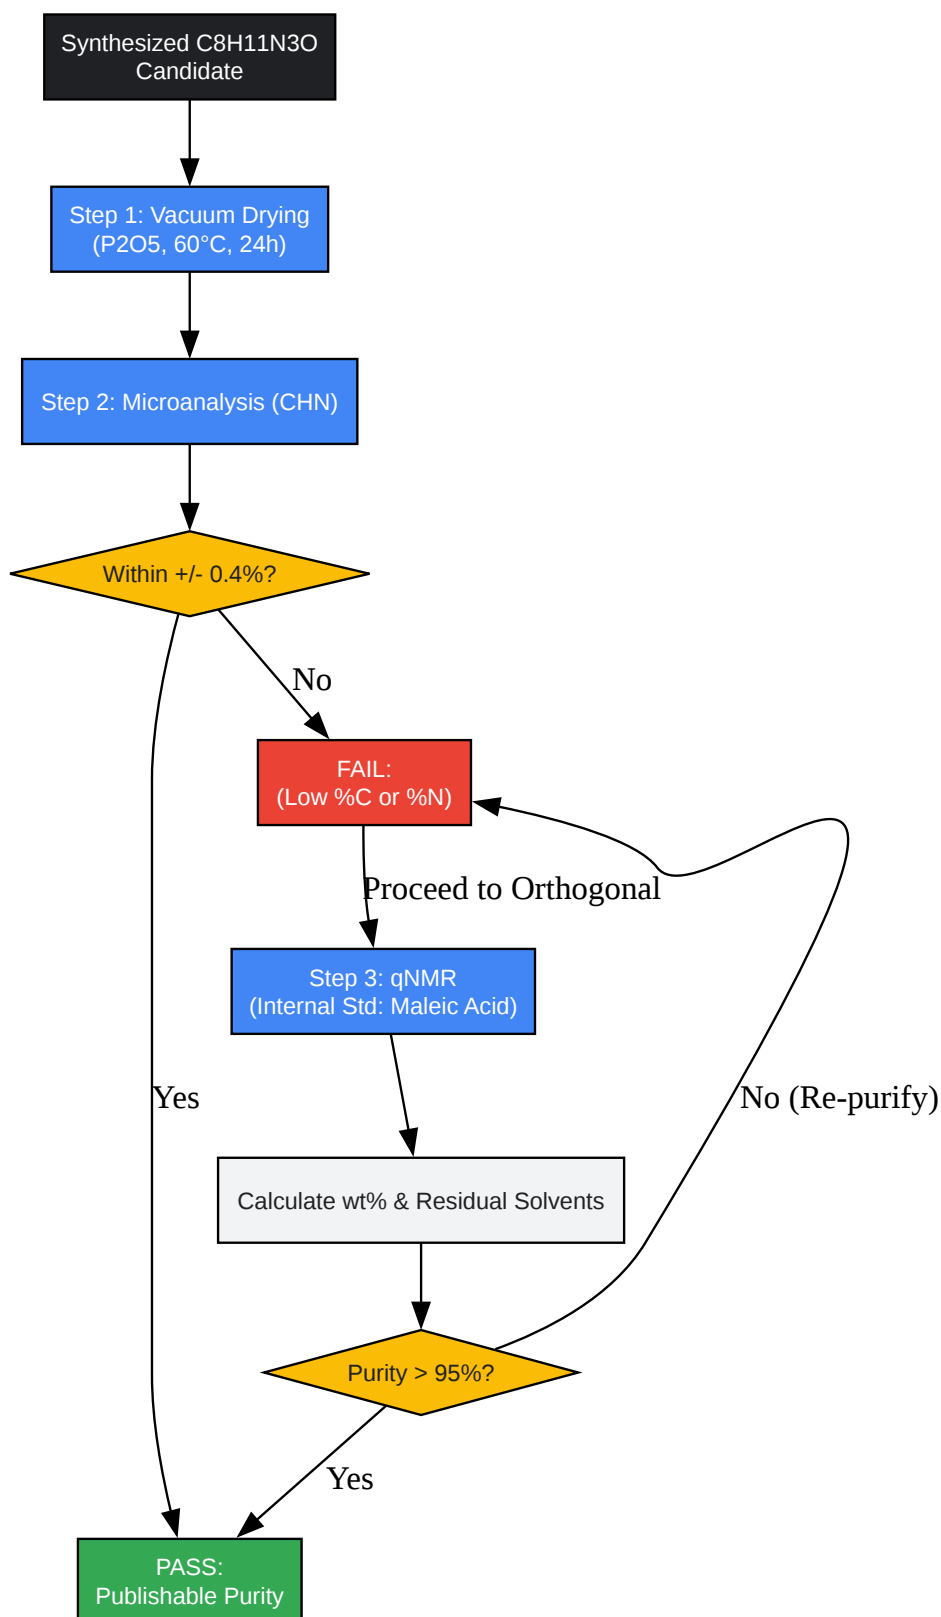 Synthesized C8H11N3O
Candidate
Step 1: Vacuum Drying
(P2O5, 60°C, 24h)
Step 2: Microanalysis (CHN)
Within +/- 0.4%?
No
FAIL:
(Low %C or %N)
Proceed to Orthogonal
Step 3: qNMR
(Internal Std: Maleic Acid)
Yes
No (Re-purify)
Calculate wt% & Residual Solvents
Purity > 95%?
Yes
PASS:
Publishable Purity